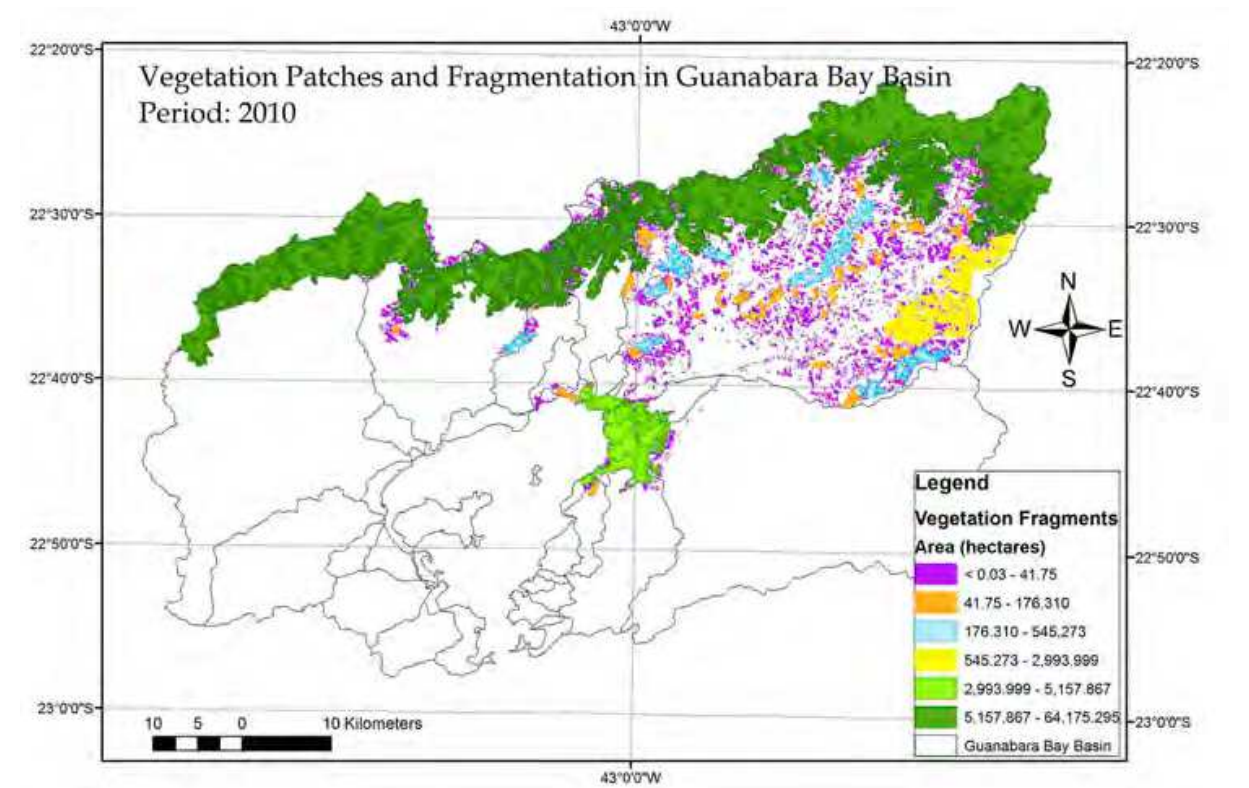 43°0'0"W
22°20'0"S
22°20'0"S
Vegetation Patches and Fragmentation in Guanabara Bay Basin
Period: 2010
22°30'0"S
22°30'0"S
N
W E
S
22°40'0"S
22°40'0"S
Legend
Vegetation Fragments
Area (hectares)
22°50'0"S
22°50'0"S
< 0.03 - 41.75
41.75 - 176.310
176.310 - 545.273
545.273 - 2,993.999
2,993.999 - 5,157.867
5,157.867 - 64,175.295
Guanabara Bay Basin
23°0'0"S
23°0'0"S
10 5 0 10 Kilometers
43°0'0"W